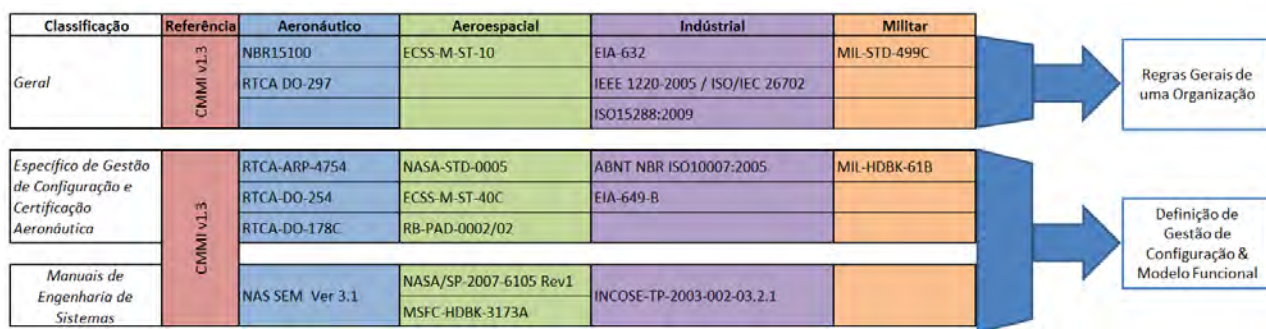 Classificação Referência Aeronáutico Aeroespacial Indústrial Militar
Geral
CMMI v1.3
NBR15100 ECSS-M-ST-10 EIA-632 MIL-STD-499C
RTCA DO-297 IEEE 1220-2005 / ISO/IEC 26702
ISO15288:2009
Regras Gerais de
uma Organização
Específico de Gestão
de Configuração e
Certificação
Aeronáutica
CMMI v1.3
RTCA-ARP-4754 NASA-STD-0005 ABNT NBR ISO10007:2005 MIL-HDBK-61B
RTCA-DO-254 ECSS-M-ST-40C EIA-649-B
RTCA-DO-178C RB-PAD-0002/02
Definição de
Gestão de
Configuração &
Modelo Funcional
Manuais de
Engenharia de
Sistemas
NAS SEM Ver 3.1
NASA/SP-2007-6105 Rev1
MSFC-HDBK-3173A
INCOSE-TP-2003-002-03.2.1